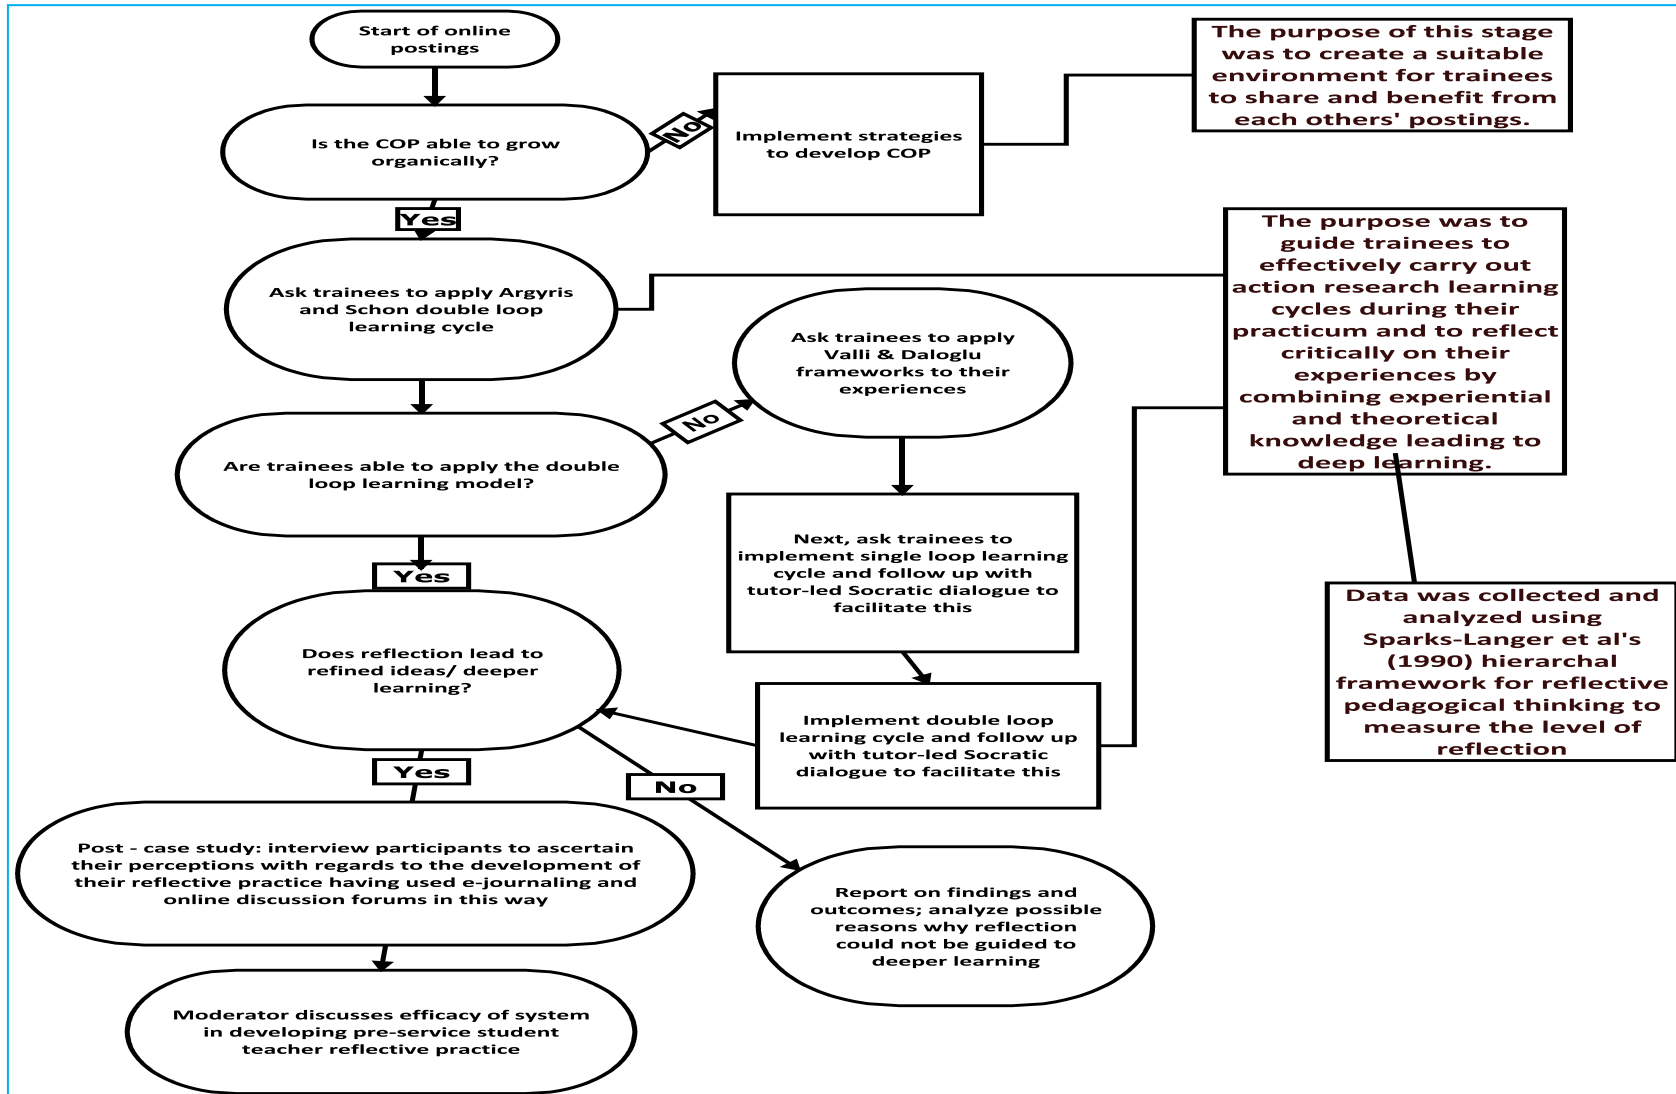 Start of online
postings
The purpose of this stage
was to create a suitable
environment for trainees
to share and benefit from
each others' postings.
Is the COP able to grow
organically?
No
Implement strategies
to develop COP
Yes
The purpose was to
guide trainees to
effectively carry out
action research learning
cycles during their
practicum and to reflect
critically on their
experiences by
combining experiential
and theoretical
knowledge leading to
deep learning.
Ask trainees to apply Argyris
and Schon double loop
learning cycle
Ask trainees to apply
Valli & Daloglu
frameworks to their
experiences
No
Are trainees able to apply the double
loop learning model?
Next, ask trainees to
implement single loop learning
cycle and follow up with
tutor-led Socratic dialogue to
facilitate this
Yes
Data was collected and
analyzed using
Sparks-Langer et al's
(1990) hierarchal
framework for reflective
pedagogical thinking to
measure the level of
reflection
Does reflection lead to
refined ideas/ deeper
learning?
Implement double loop
learning cycle and follow up
with tutor-led Socratic
dialogue to facilitate this
Yes
No
Post - case study: interview participants to ascertain
their perceptions with regards to the development of
their reflective practice having used e-journaling and
online discussion forums in this way
Report on findings and
outcomes; analyze possible
reasons why reflection
could not be guided to
deeper learning
Moderator discusses efficacy of system
in developing pre-service student
teacher reflective practice